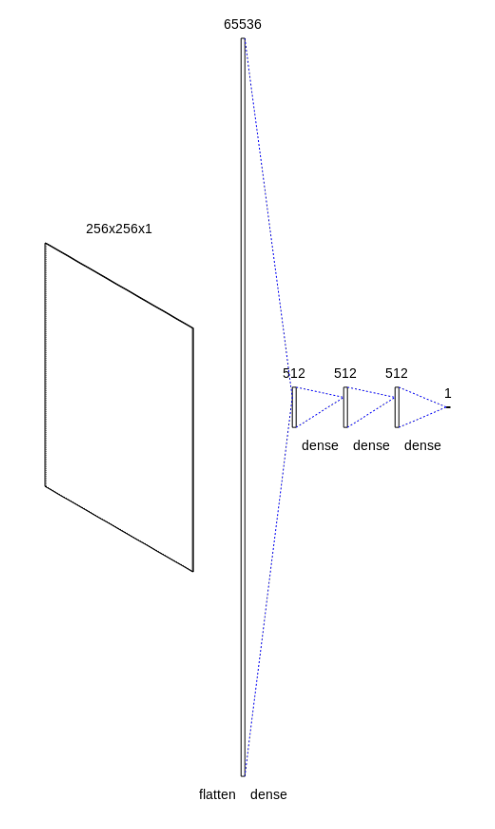 65536
256x256x1
512 512 512 1
dense dense dense
flatten dense